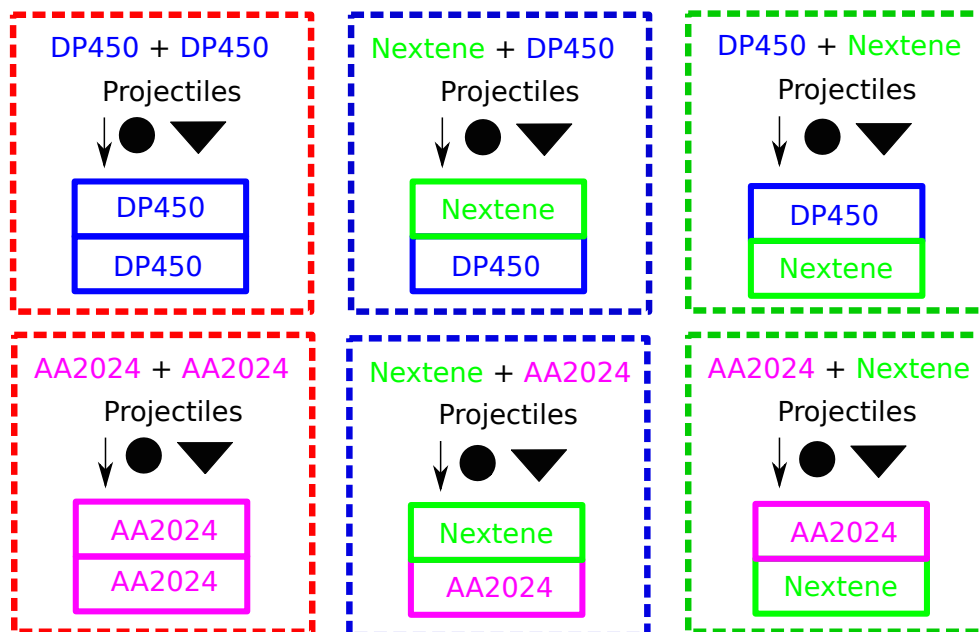 DP450 + DP450
Projectiles
DP450
DP450
Nextene + DP450
Projectiles
Nextene
DP450
DP450 + Nextene
Projectiles
DP450
Nextene
AA2024 + AA2024
Projectiles
AA2024
AA2024
Nextene + AA2024
Projectiles
Nextene
AA2024
AA2024 + Nextene
Projectiles
AA2024
Nextene